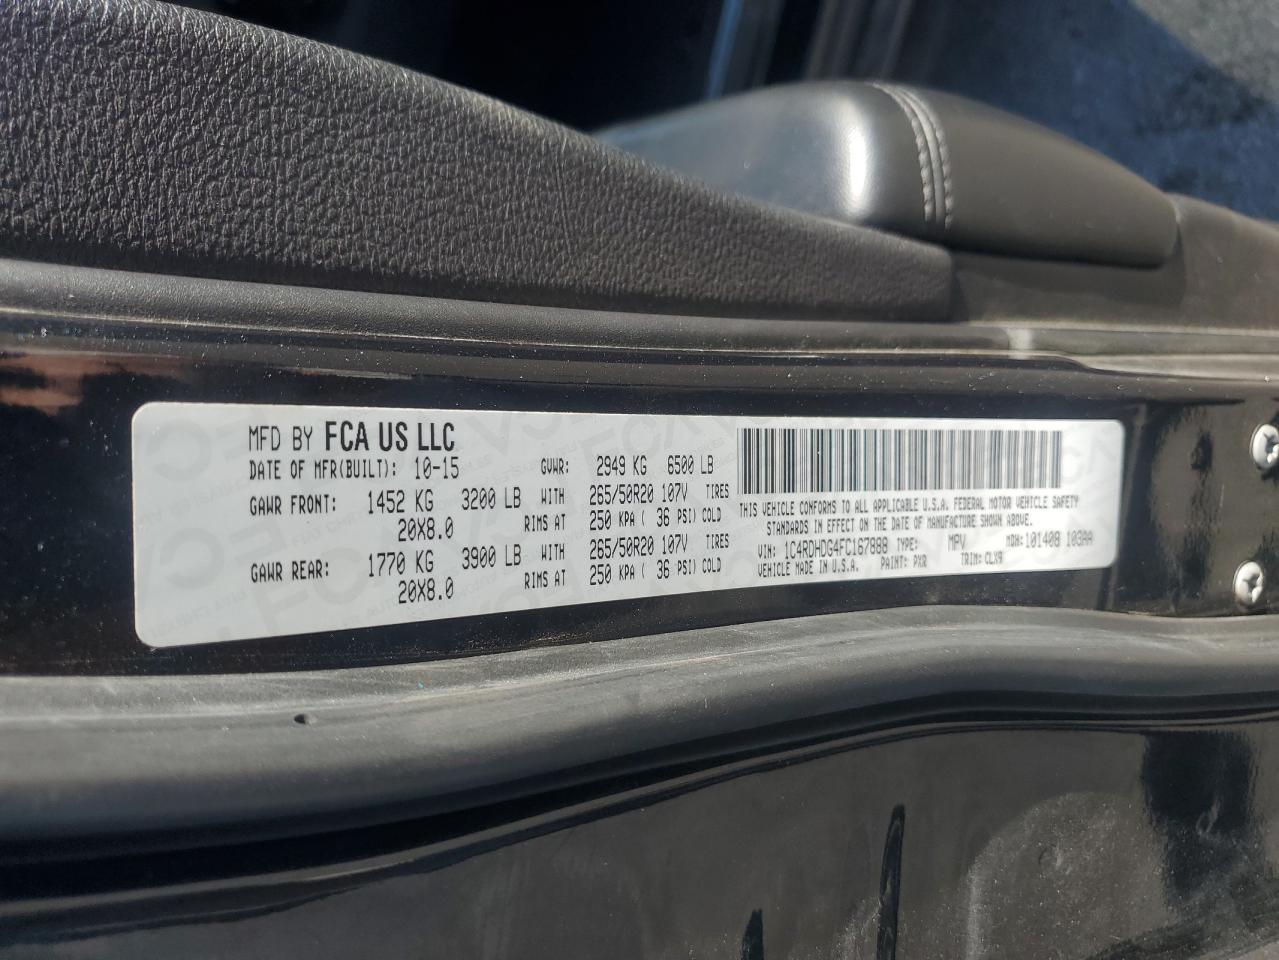 MFD BY FCA US LLC
DATE OF MFR(BUILT): 10-15 GVWR: 2949 KG 6500 LB
GAWR FRONT: 1452 KG 3200 LB WITH 265/50R20 107V TIRES
20X8.0 RIMS AT 250 KPA ( 36 PSI) COLD
GAWR REAR: 1770 KG 3900 LB WITH 265/50R20 107V TIRES
20X8.0 RIMS AT 250 KPA ( 36 PSI) COLD
THIS VEHICLE CONFORMS TO ALL APPLICABLE U.S.A. FEDERAL MOTOR VEHICLE SAFETY
STANDARDS IN EFFECT ON THE DATE OF MANUFACTURE SHOWN ABOVE.
VIN: 1C4RDHDG4FC167888 TYPE: MPV MDH: 101408 103AA
VEHICLE MADE IN U.S.A. PAINT: PXR TRIM: CLX9